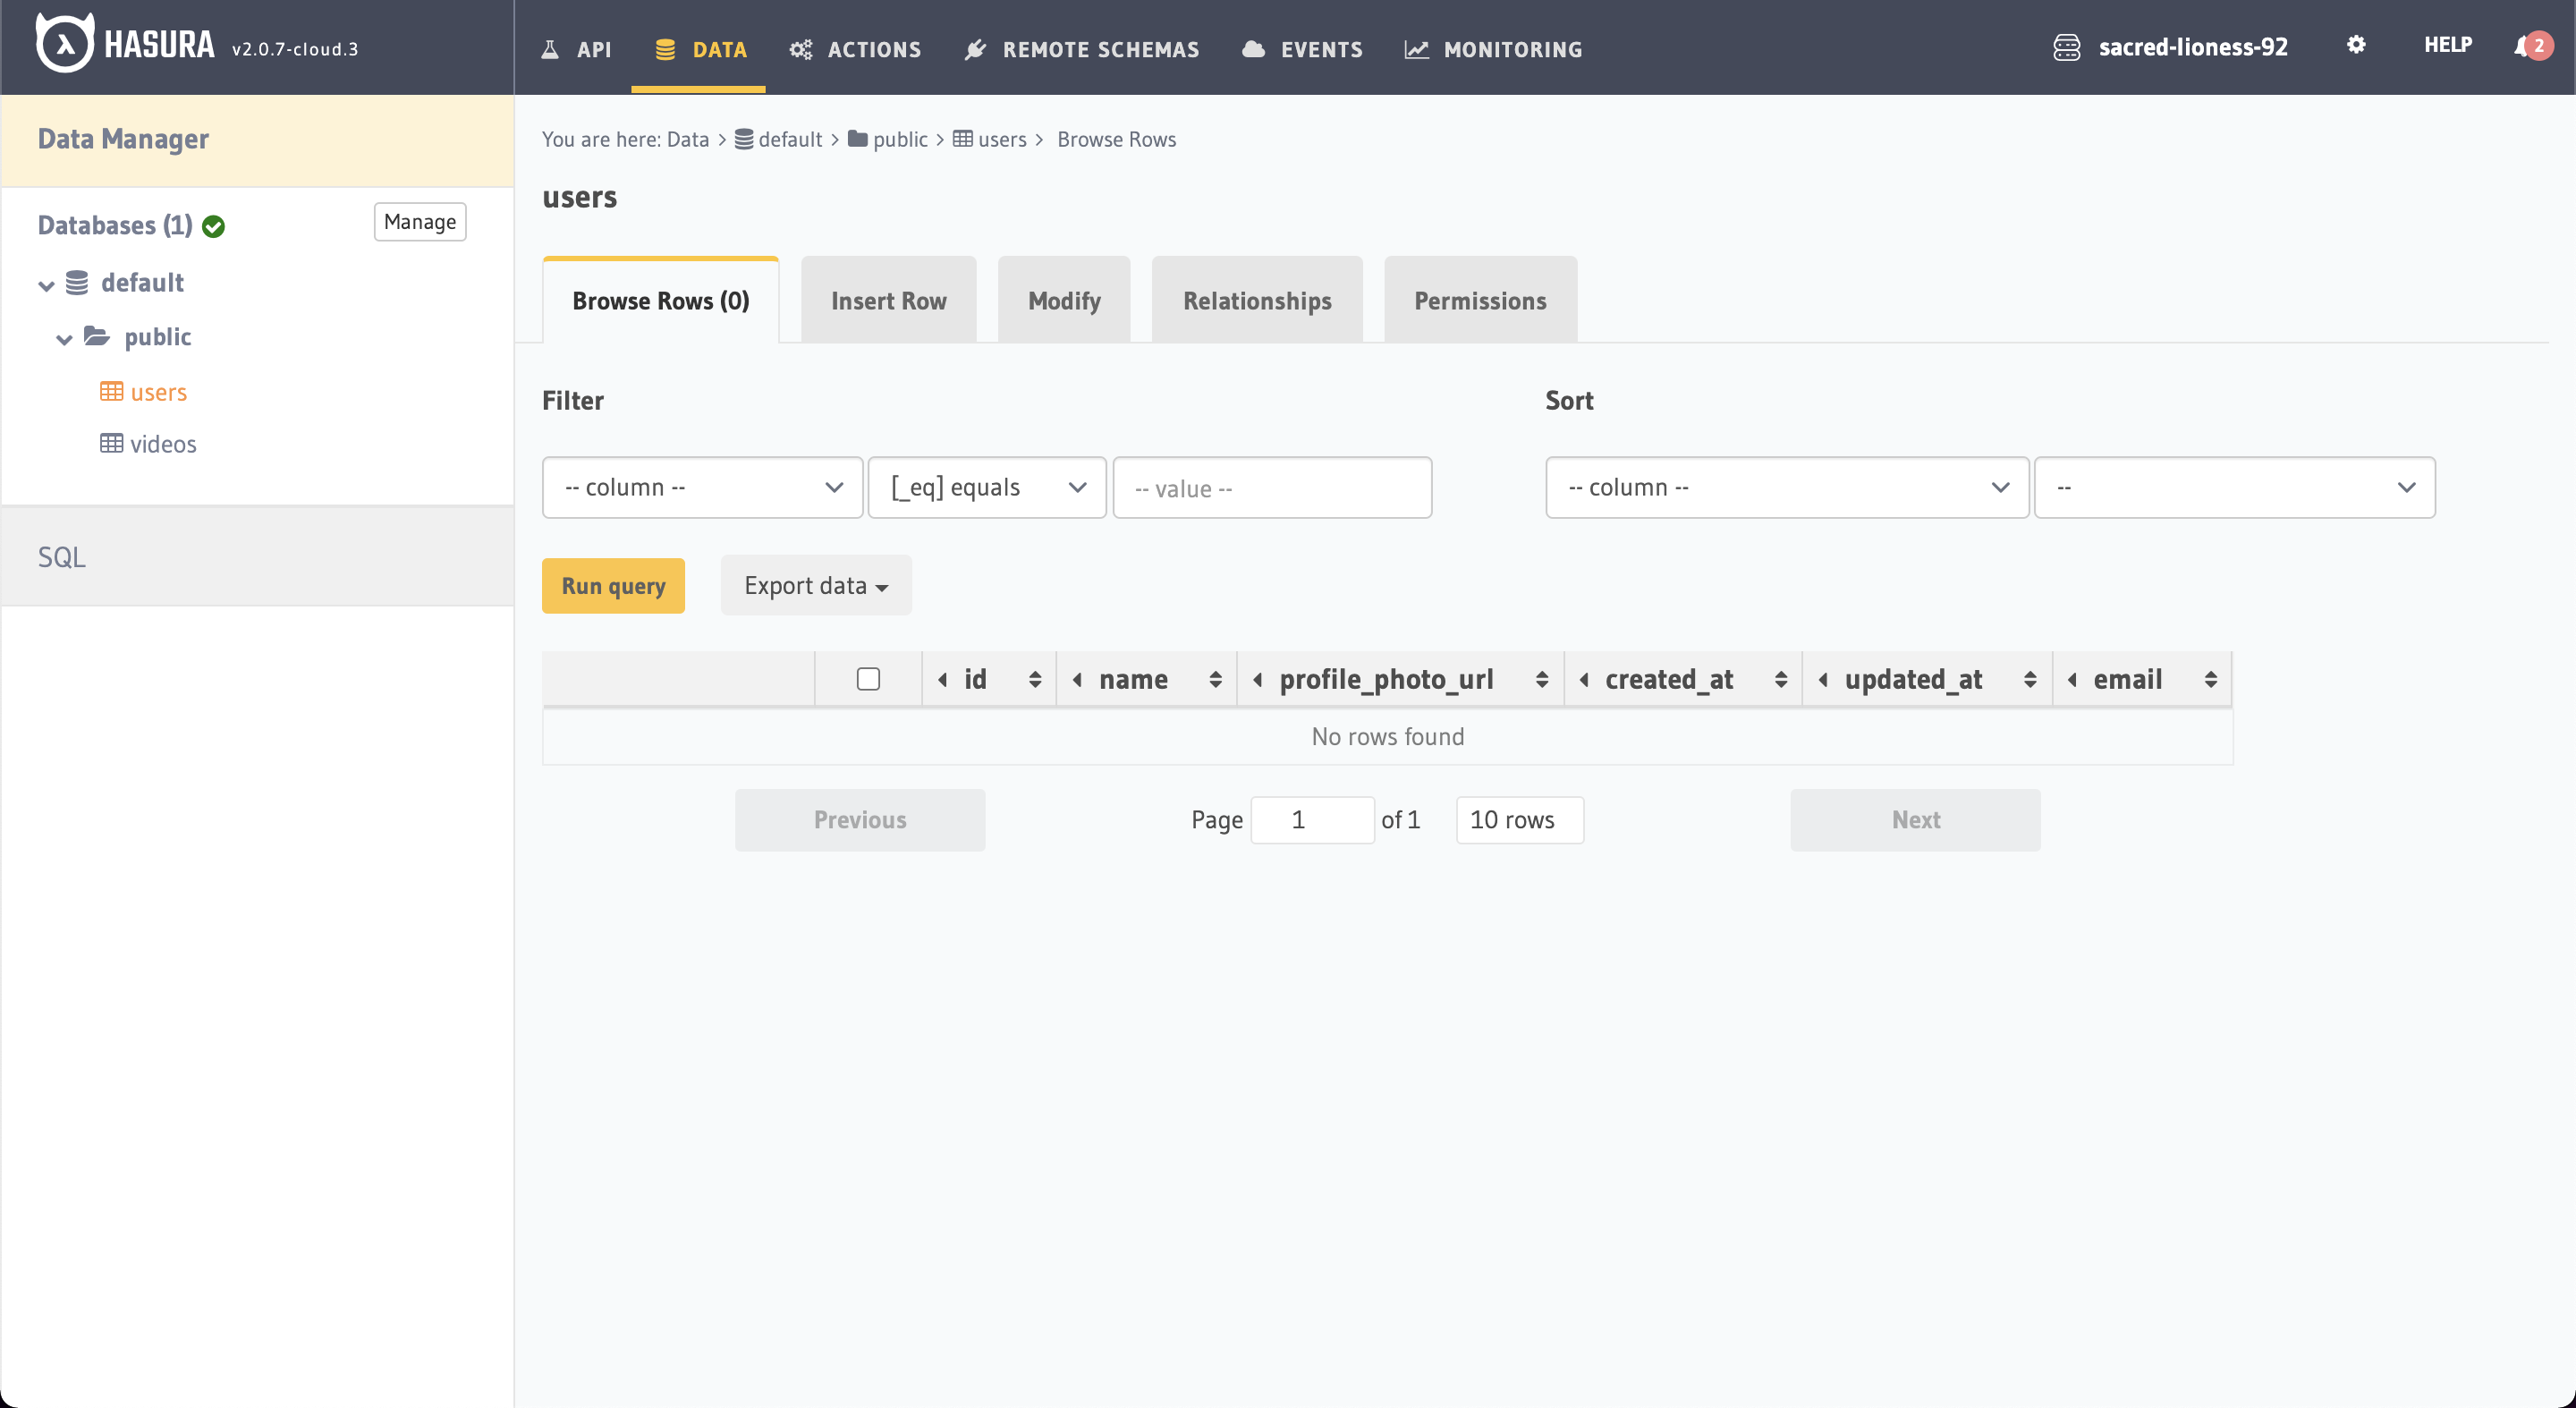 HASURA v2.0.7-cloud.3
API DATA ACTIONS REMOTE SCHEMAS EVENTS MONITORING
sacred-lioness-92 HELP 2
Data Manager
Databases (1) Manage
default
public
users
videos
SQL
You are here: Data > default > public > users > Browse Rows
users
Browse Rows (0) Insert Row Modify Relationships Permissions
Filter Sort
-- column -- [_eq] equals -- value -- -- column -- --
Run query Export data
id name profile_photo_url created_at updated_at email
No rows found
Previous Page 1 of 1 10 rows Next